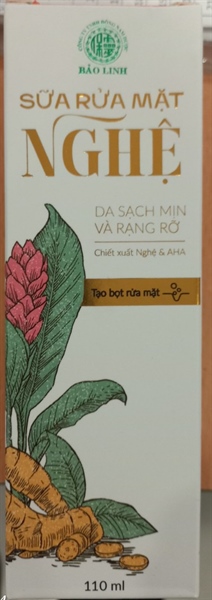 BẢO LINH
SỮA RỬA MẶT
NGHỆ
DA SẠCH MỊN
VÀ RẠNG RỠ
Chiết xuất Nghệ & AHA
Tạo bọt rửa mặt
110 ml